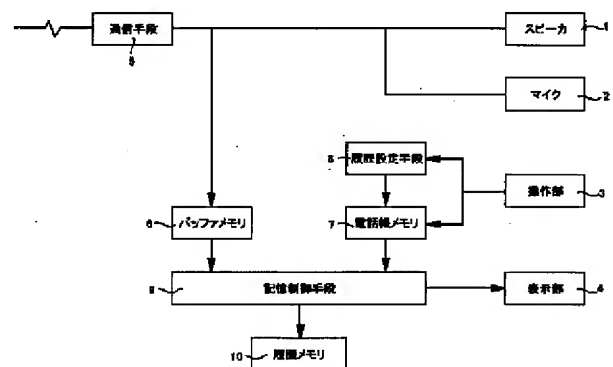 通信手段
5
スピーカ
1
マイク
2
履歴設定手段
操作部
3
6
バッファメモリ
7
電話帳メモリ
記憶制御手段
表示部
4
10
履歴メモリ